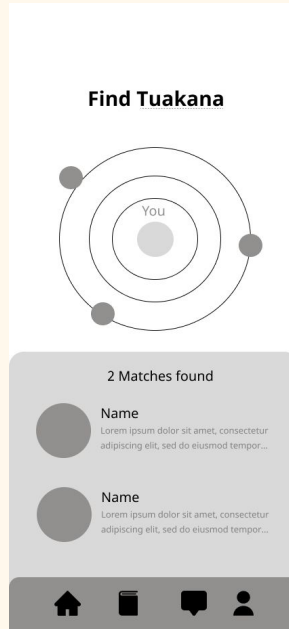 Find Tuakana
You
2 Matches found
Name
Lorem ipsum dolor sit amet, consectetur
adipiscing elit, sed do eiusmod tempor...
Name
Lorem ipsum dolor sit amet, consectetur
adipiscing elit, sed do eiusmod tempor...